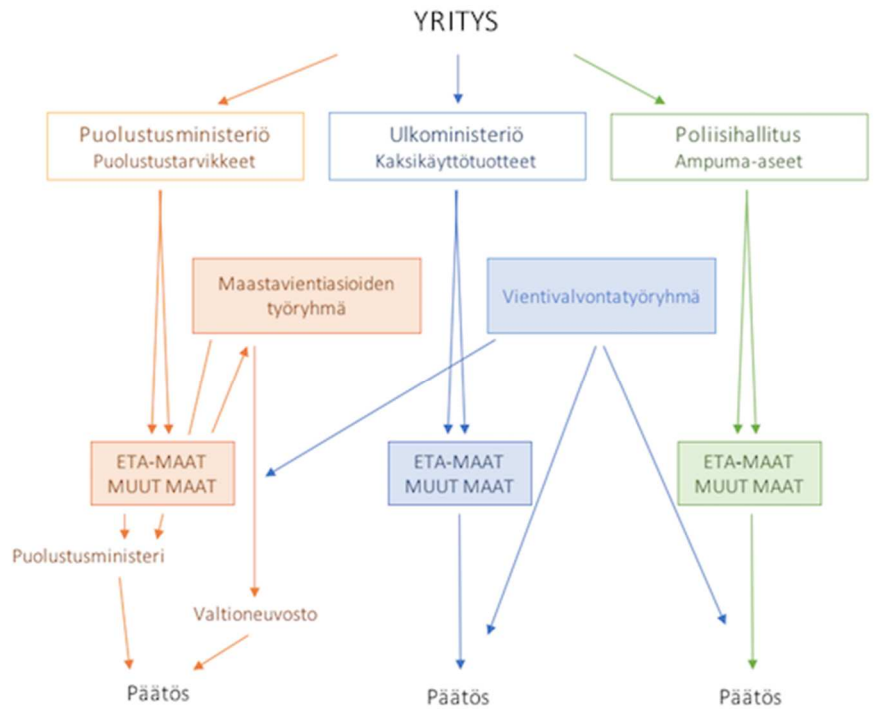 YRITYS
Puolustusministeriö
Puolustustarvikkeet
Ulkoministeriö
Kaksikäyttötuotteet
Poliisihallitus
Ampuma-aseet
Maastavientiasioiden
työryhmä
Vientivalvontatyöryhmä
ETA-MAAT
MUUT MAAT
ETA-MAAT
MUUT MAAT
ETA-MAAT
MUUT MAAT
Puolustusministeri
Valtioneuvosto
Päätös
Päätös
Päätös